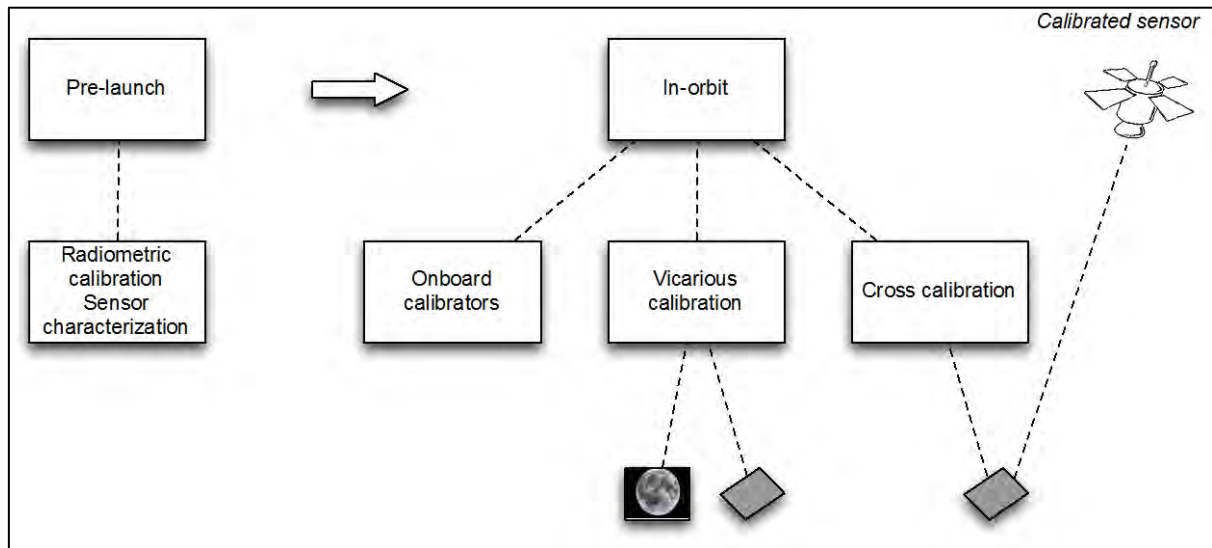 Calibrated sensor
Pre-launch
In-orbit
Radiometric
calibration
Sensor
characterization
Onboard
calibrators
Vicarious
calibration
Cross calibration